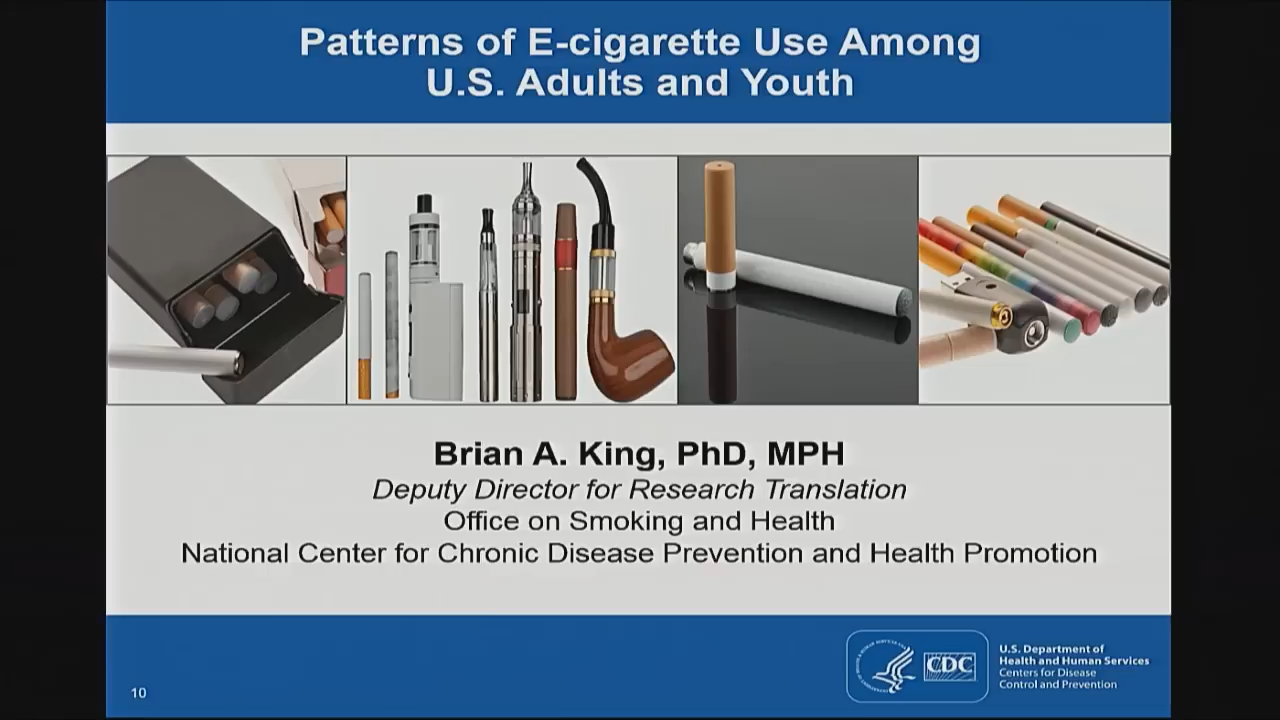 Patterns of E-cigarette Use Among
U.S. Adults and Youth
Brian A. King, PhD, MPH
Deputy Director for Research Translation
Office on Smoking and Health
National Center for Chronic Disease Prevention and Health Promotion
CDC
U.S. Department of
Health and Human Services
Centers for Disease
Control and Prevention
10